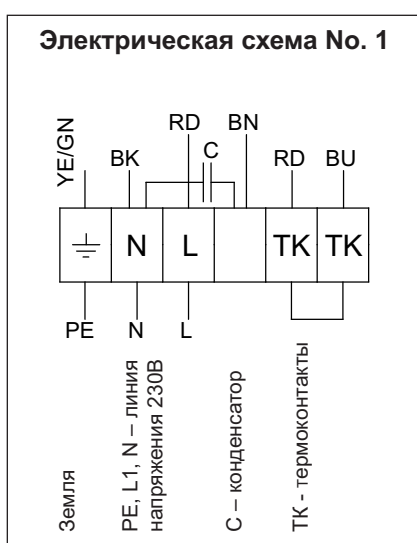 Электрическая схема No. 1
YE/GN
BK
RD
C
BN
RD
BU
N
L
TK
TK
PE
N
L
Земля
PE, L1, N – линия
напряжения 230В
C – конденсатор
ТК - термоконтакты